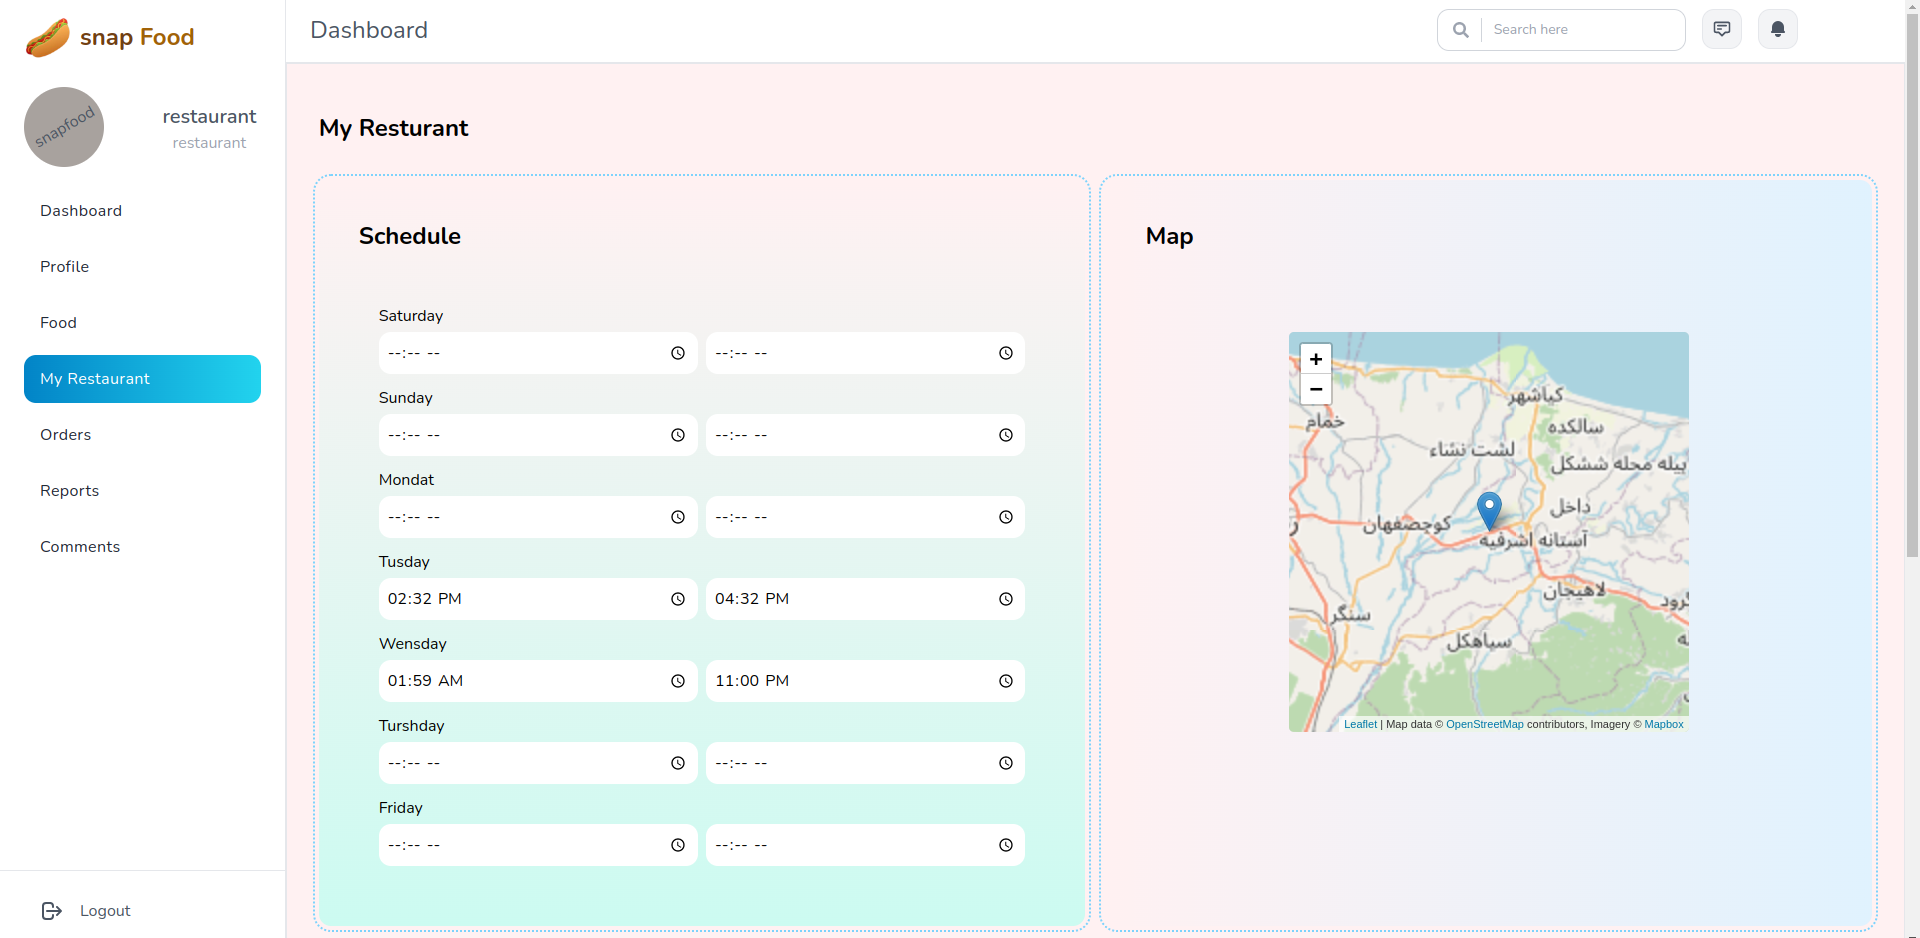 snap Food
Dashboard
Search here
snapfood
restaurant
restaurant
Dashboard
Profile
Food
My Restaurant
Orders
Reports
Comments
Logout
My Resturant
Schedule
Saturday
--:-- --
--:-- --
Sunday
--:-- --
--:-- --
Mondat
--:-- --
--:-- --
Tusday
02:32 PM
04:32 PM
Wensday
01:59 AM
11:00 PM
Turshday
--:-- --
--:-- --
Friday
--:-- --
--:-- --
Map
+
−
کیاشهر
خمام
سالکده
لشت نشاء
پیله محله ششکل
داخل
کوچصفهان
آستانه اشرفیه
لاهیجان
سنگر
سیاهکل
Leaflet | Map data © OpenStreetMap contributors, Imagery © Mapbox